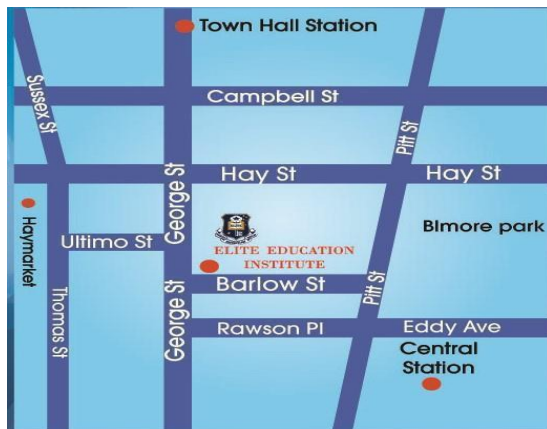 Town Hall Station
Sussex St
Campbell St
Pitt St
George St
Hay St
Hay St
Haymarket
Ultimo St
ELITE EDUCATION
INSTITUTE
Blmore park
Thomas St
George St
Barlow St
Pitt St
Rawson Pl
Eddy Ave
Central
Station